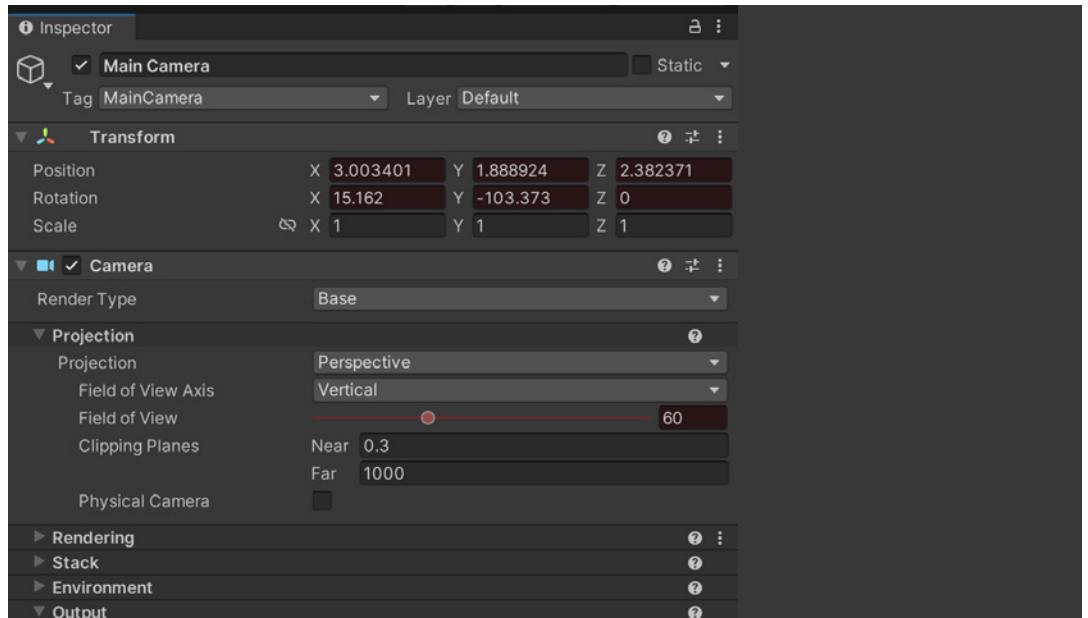 Inspector
Main Camera Static
Tag MainCamera Layer Default
Transform
Position X 3.003401 Y 1.888924 Z 2.382371
Rotation X 15.162 Y -103.373 Z 0
Scale X 1 Y 1 Z 1
Camera
Render Type Base
Projection
Projection Perspective
Field of View Axis Vertical
Field of View 60
Clipping Planes Near 0.3
Far 1000
Physical Camera
Rendering
Stack
Environment
Output